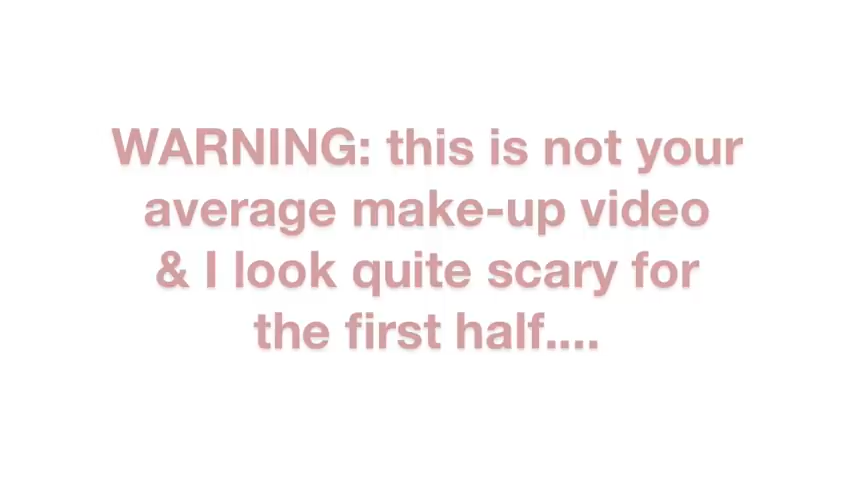 WARNING: this is not your
average make-up video
& I look quite scary for
the first half....